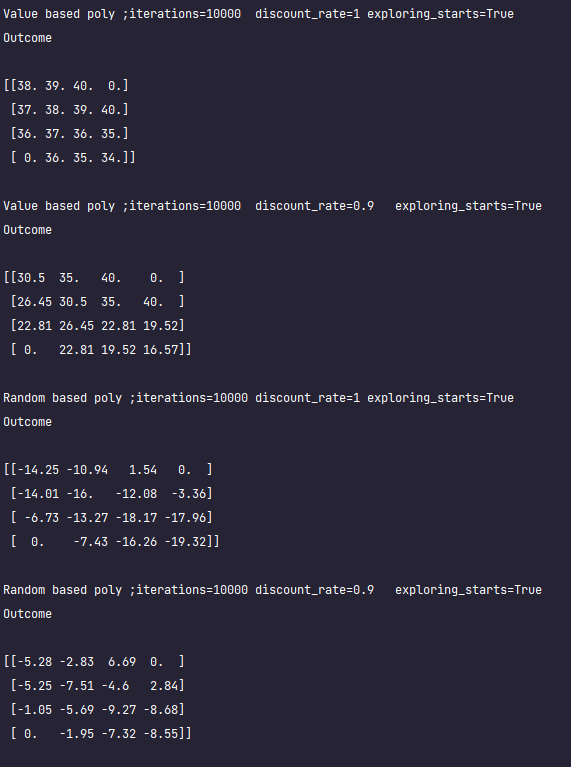 Value based poly ;iterations=10000  discount_rate=1 exploring_starts=True
Outcome
[[38. 39. 40.  0.]
 [37. 38. 39. 40.]
 [36. 37. 36. 35.]
 [ 0. 36. 35. 34.]]
Value based poly ;iterations=10000  discount_rate=0.9   exploring_starts=True
Outcome
[[30.5  35.   40.    0.  ]
 [26.45 30.5  35.   40.  ]
 [22.81 26.45 22.81 19.52]
 [ 0.   22.81 19.52 16.57]]
Random based poly ;iterations=10000 discount_rate=1 exploring_starts=True
Outcome
[[-14.25 -10.94   1.54   0.  ]
 [-14.01 -16.   -12.08  -3.36]
 [ -6.73 -13.27 -18.17 -17.96]
 [  0.    -7.43 -16.26 -19.32]]
Random based poly ;iterations=10000 discount_rate=0.9   exploring_starts=True
Outcome
[[-5.28 -2.83  6.69  0.  ]
 [-5.25 -7.51 -4.6   2.84]
 [-1.05 -5.69 -9.27 -8.68]
 [ 0.   -1.95 -7.32 -8.55]]